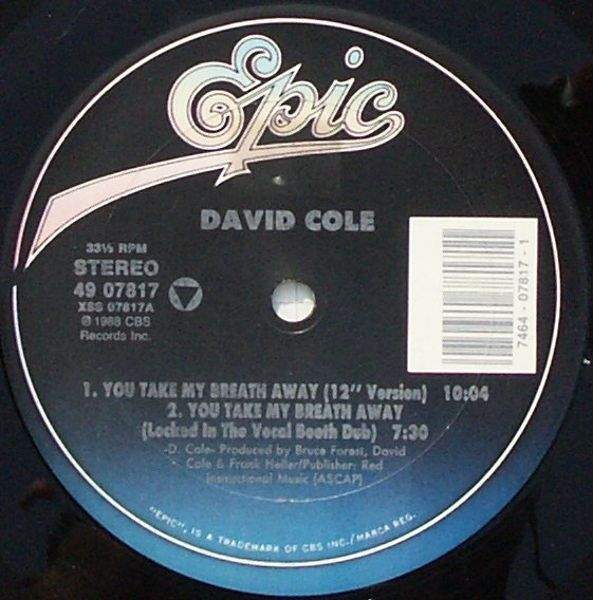 Epic
DAVID COLE
33⅓ RPM
STEREO
49 07817
XSS 07817A
℗ 1988 CBS
Records Inc.
7464 - 07817 - 1
1. YOU TAKE MY BREATH AWAY (12" Version) 10:04
2. YOU TAKE MY BREATH AWAY
(Locked In The Vocal Booth Dub) 7:30
-D. Cole- Produced by Bruce Forest, David
Cole & Frank Heller/Publisher: Red
Instructional Music [ASCAP]
"EPIC", IS A TRADEMARK OF CBS INC./MARCA REG.